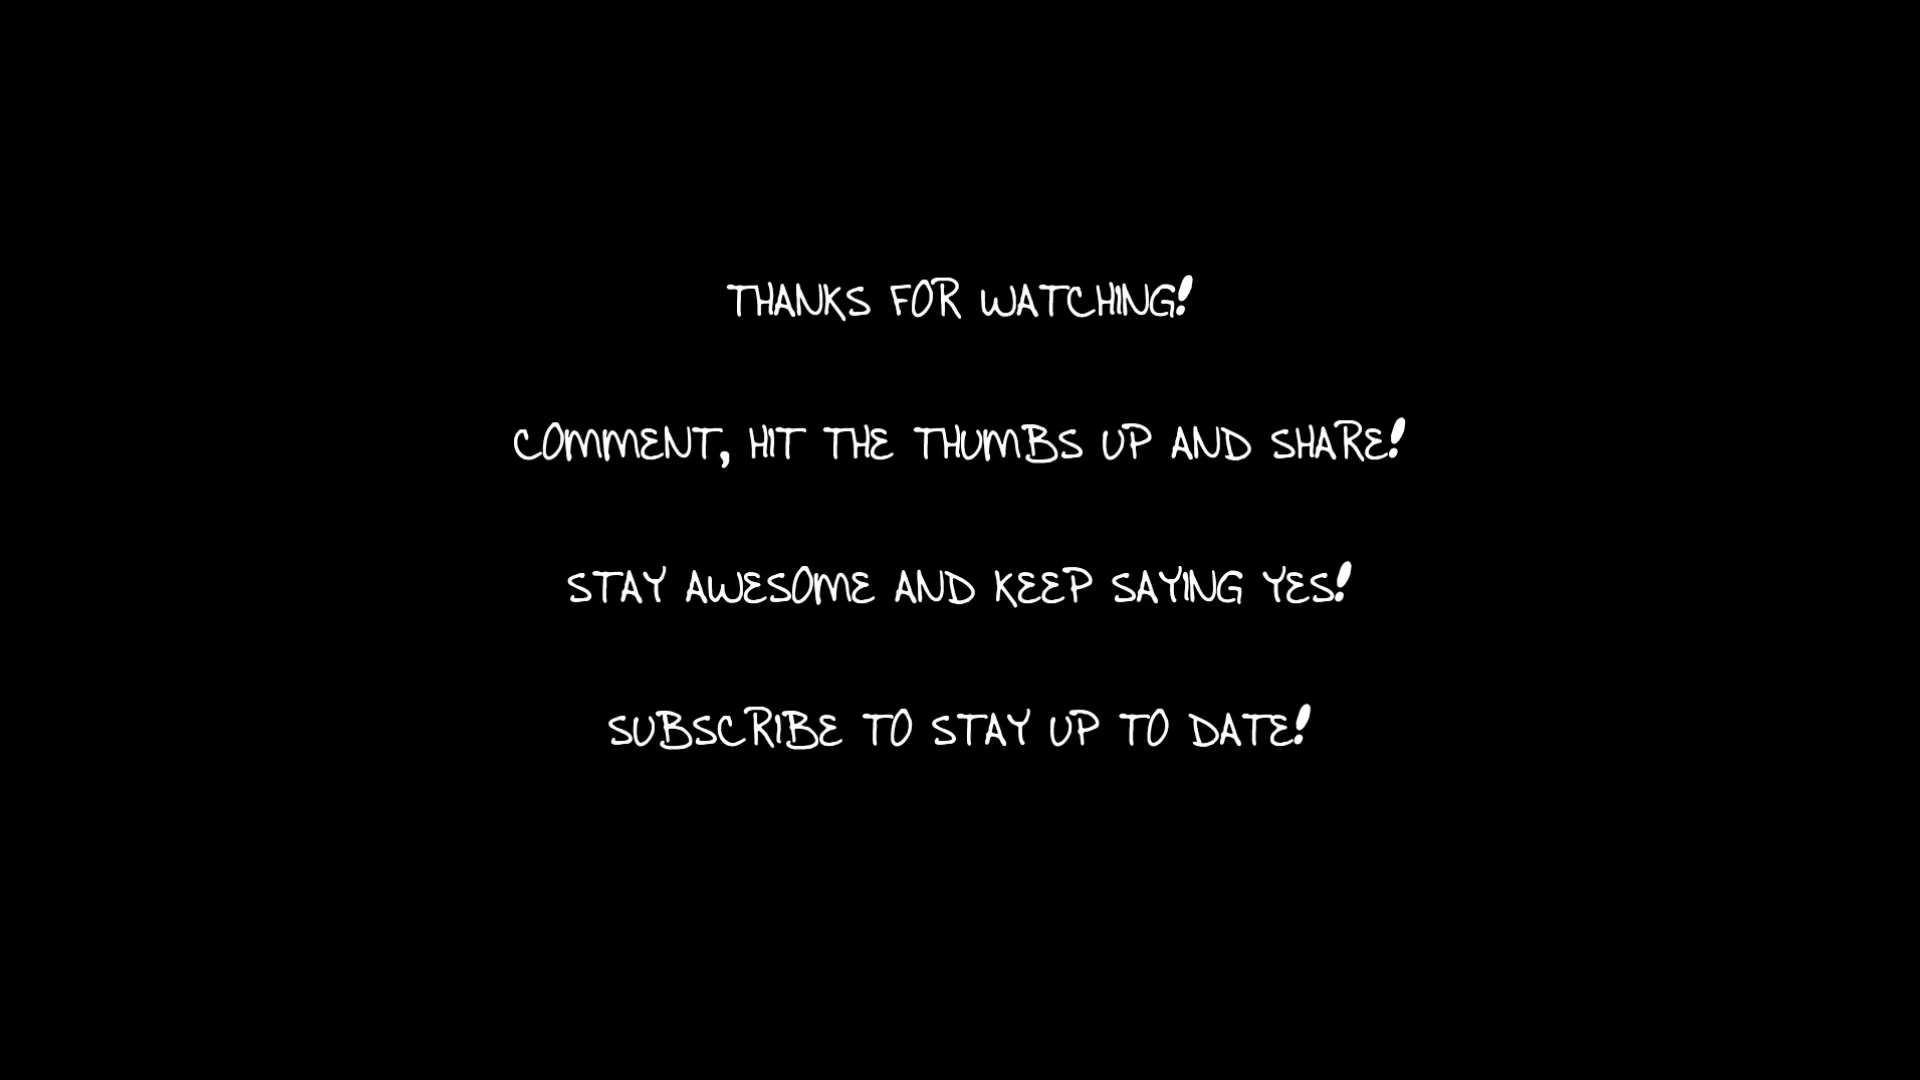 THANKS FOR WATCHING!
COMMENT, HIT THE THUMBS UP AND SHARE!
STAY AWESOME AND KEEP SAYING YES!
SUBSCRIBE TO STAY UP TO DATE!